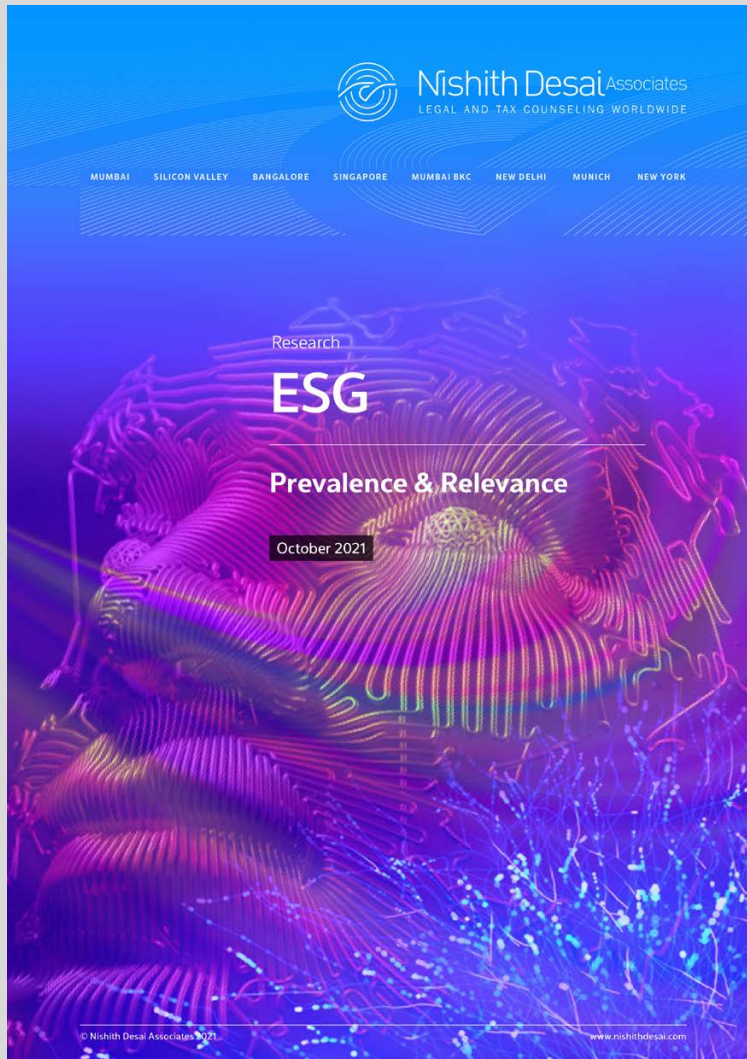 Nishith Desai Associates
LEGAL AND TAX COUNSELING WORLDWIDE
MUMBAI SILICON VALLEY BANGALORE SINGAPORE MUMBAI BKC NEW DELHI MUNICH NEW YORK
Research
ESG
Prevalence & Relevance
October 2021
© Nishith Desai Associates 2021 www.nishithdesai.com